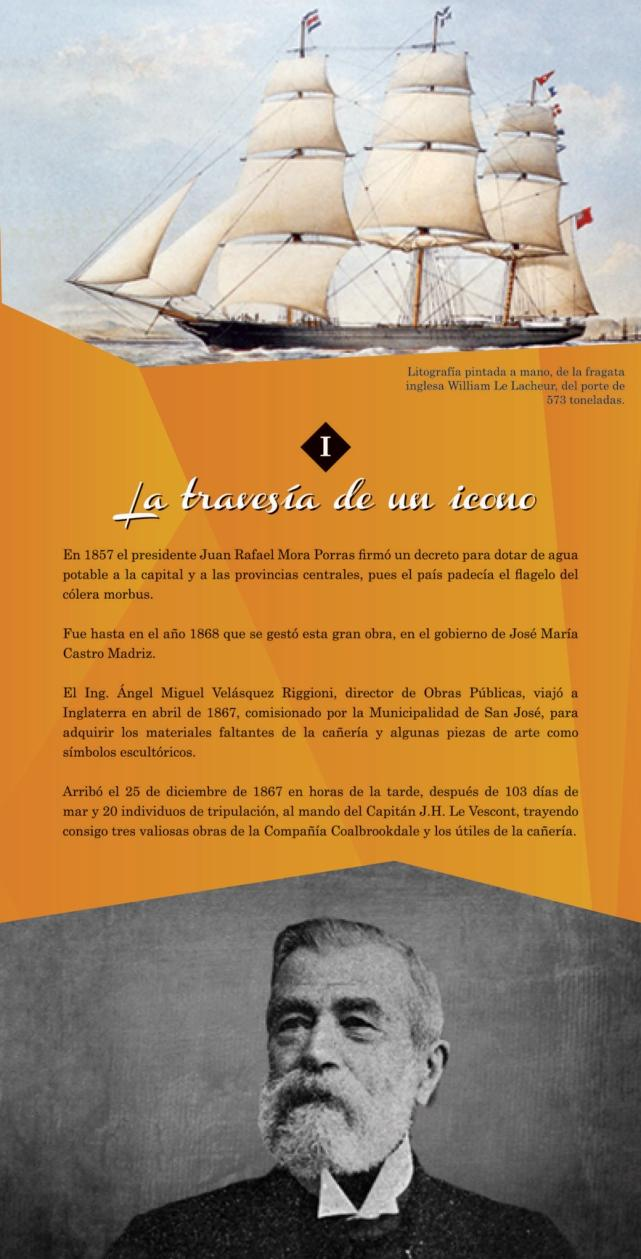 Litografía pintada a mano, de la fragata
inglesa William Le Lacheur, del porte de
573 toneladas.
I
La travesía de un icono
En 1857 el presidente Juan Rafael Mora Porras firmó un decreto para dotar de agua
potable a la capital y a las provincias centrales, pues el país padecía el flagelo del
cólera morbus.
Fue hasta en el año 1868 que se gestó esta gran obra, en el gobierno de José María
Castro Madriz.
El Ing. Ángel Miguel Velásquez Riggioni, director de Obras Públicas, viajó a
Inglaterra en abril de 1867, comisionado por la Municipalidad de San José, para
adquirir los materiales faltantes de la cañería y algunas piezas de arte como
símbolos escultóricos.
Arribó el 25 de diciembre de 1867 en horas de la tarde, después de 103 días de
mar y 20 individuos de tripulación, al mando del Capitán J.H. Le Vescont, trayendo
consigo tres valiosas obras de la Compañía Coalbrookdale y los útiles de la cañería.